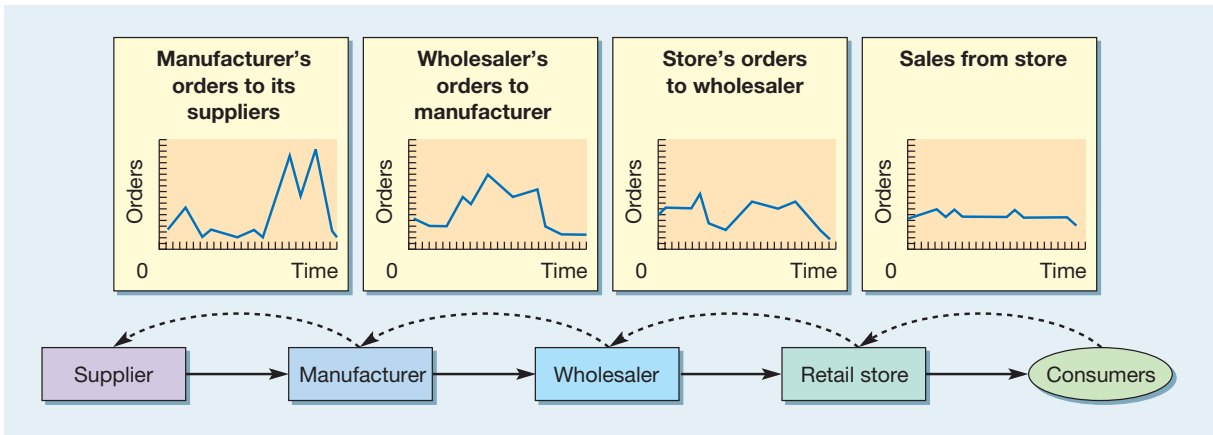 Manufacturer's
orders to its
suppliers
Orders
0
Time
Wholesaler's
orders to
manufacturer
Orders
0
Time
Store's orders
to wholesaler
Orders
0
Time
Sales from store
Orders
0
Time
Supplier
Manufacturer
Wholesaler
Retail store
Consumers